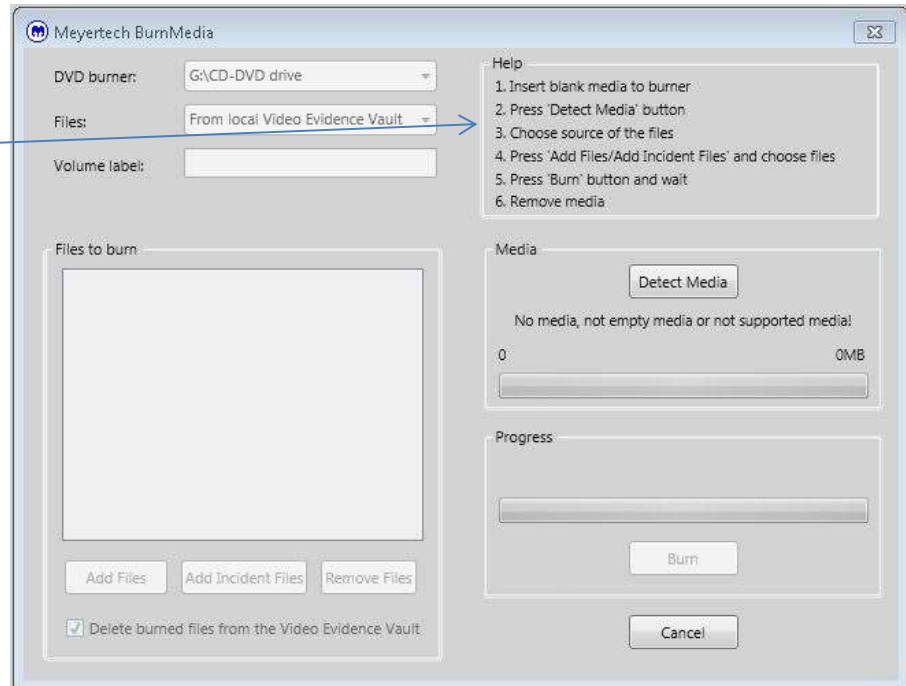 Meyertech BurnMedia
DVD burner:
G:\CD-DVD drive
Files:
From local Video Evidence Vault
Volume label:
Help
1. Insert blank media to burner
2. Press 'Detect Media' button
3. Choose source of the files
4. Press 'Add Files/Add Incident Files' and choose files
5. Press 'Burn' button and wait
6. Remove media
Files to burn
Add Files
Add Incident Files
Remove Files
Delete burned files from the Video Evidence Vault
Media
Detect Media
No media, not empty media or not supported media!
0
0MB
Progress
Burn
Cancel